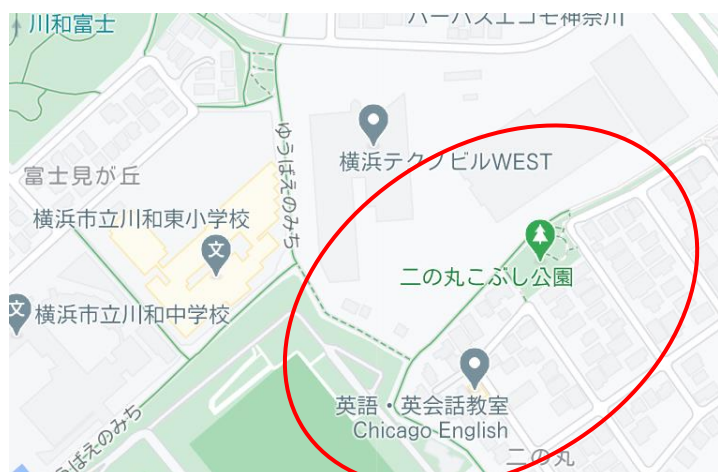 川和富士
ハーバスエコモ神奈川
ゆうばえのみち
横浜テクノビルWEST
富士見が丘
横浜市立川和東小学校
文
二の丸こぶし公園
文
横浜市立川和中学校
英語・英会話教室
Chicago English
うばえのみち
二の丸